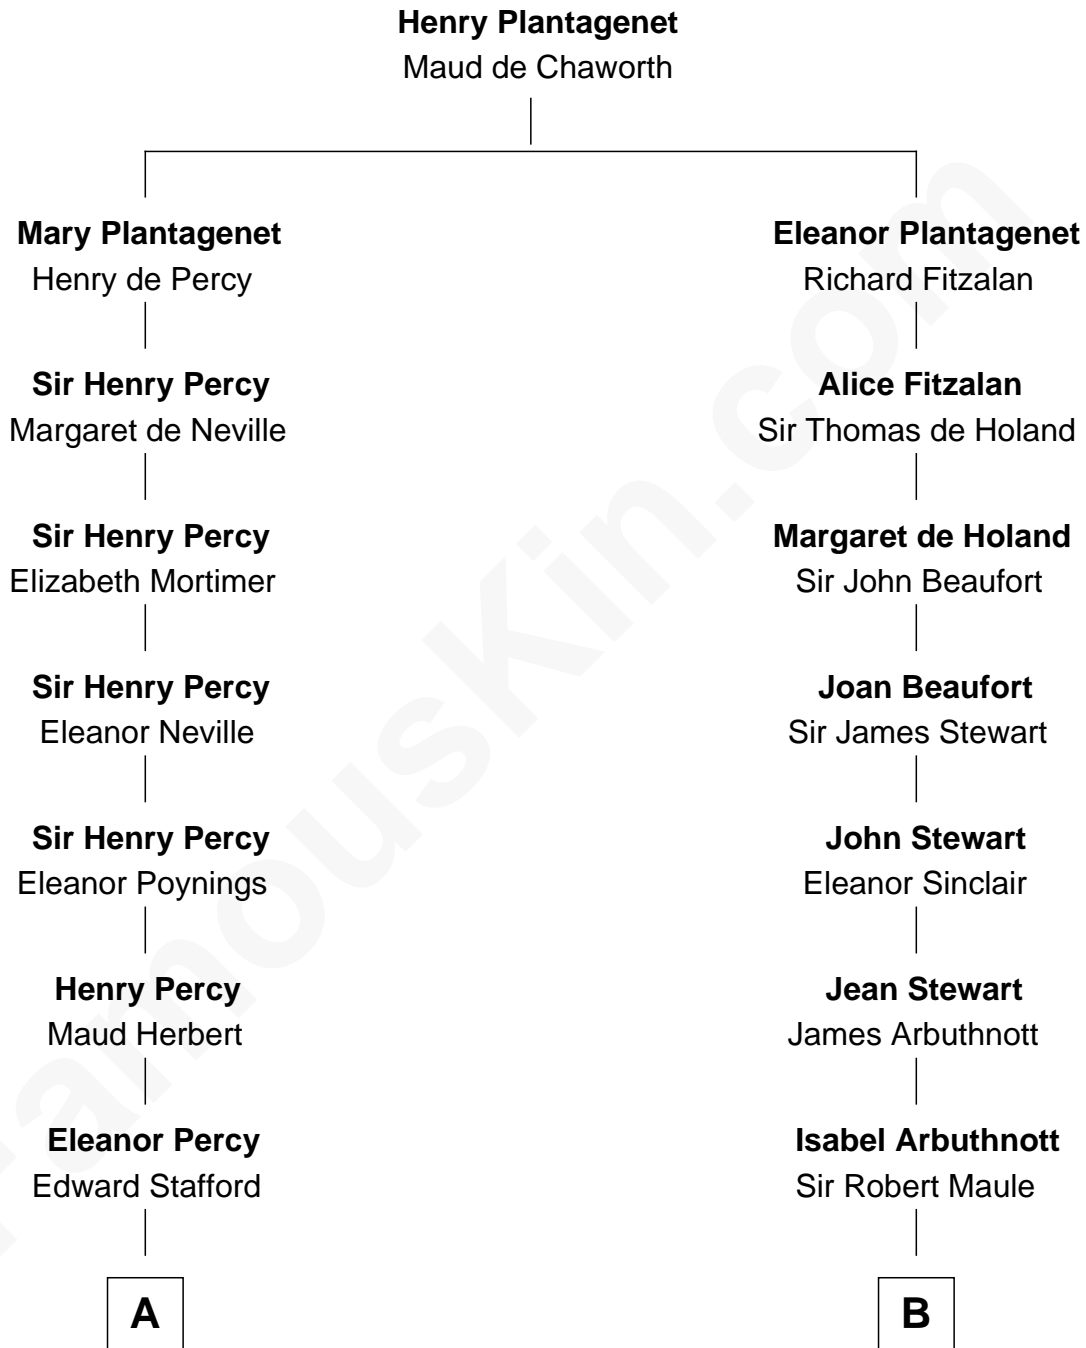 Henry Plantagenet
Maud de Chaworth
Mary Plantagenet
Henry de Percy
Eleanor Plantagenet
Richard Fitzalan
Sir Henry Percy
Margaret de Neville
Alice Fitzalan
Sir Thomas de Holand
Sir Henry Percy
Elizabeth Mortimer
Margaret de Holand
Sir John Beaufort
Sir Henry Percy
Eleanor Neville
Joan Beaufort
Sir James Stewart
Sir Henry Percy
Eleanor Poynings
John Stewart
Eleanor Sinclair
Henry Percy
Maud Herbert
Jean Stewart
James Arbuthnott
Eleanor Percy
Edward Stafford
Isabel Arbuthnott
Sir Robert Maule
A
B
FamousKin.com